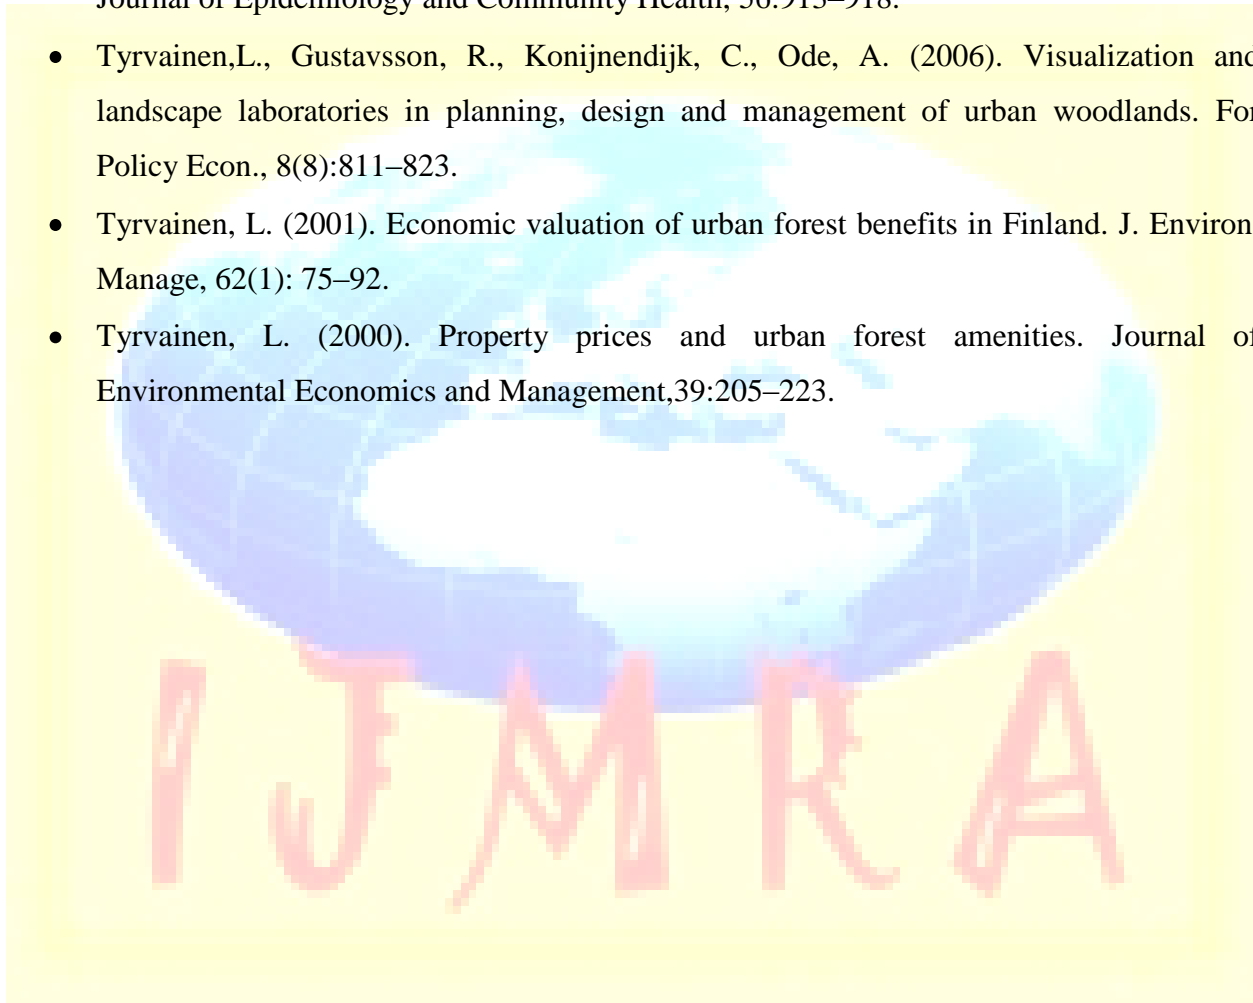 Journal of Epidemiology and Community Health, 56:913–918.
• Tyrvainen,L., Gustavsson, R., Konijnendijk, C., Ode, A. (2006). Visualization and
landscape laboratories in planning, design and management of urban woodlands. For
Policy Econ., 8(8):811–823.
• Tyrvainen, L. (2001). Economic valuation of urban forest benefits in Finland. J. Environ.
Manage, 62(1): 75–92.
• Tyrvainen, L. (2000). Property prices and urban forest amenities. Journal of
Environmental Economics and Management,39:205–223.
IJMRA